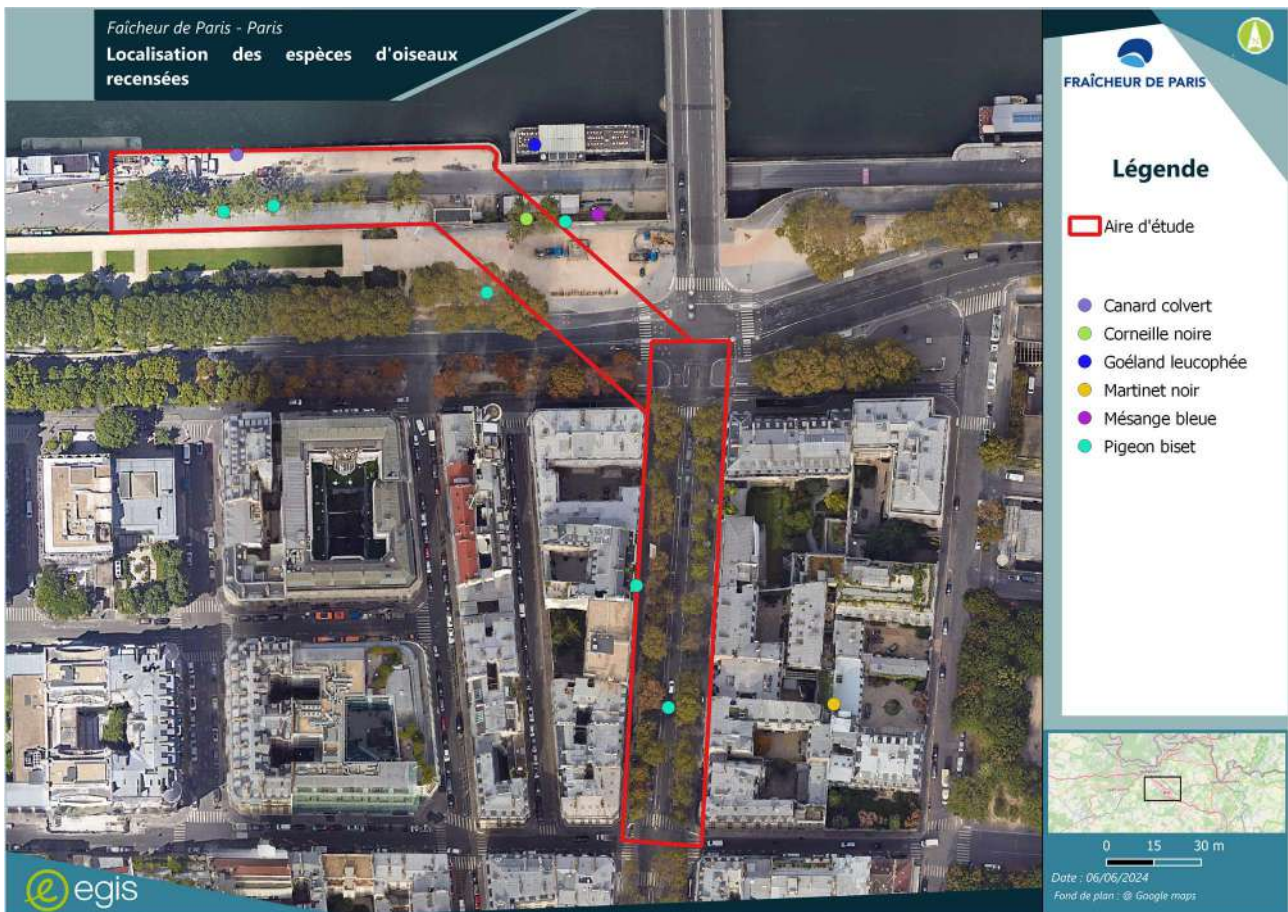 Faîcheur de Paris - Paris
Localisation des espèces d'oiseaux
recensées
N
FRAÎCHEUR DE PARIS
Légende
Aire d'étude
Canard colvert
Corneille noire
Goéland leucophée
Martinet noir
Mésange bleue
Pigeon biset
0 15 30 m
Date : 06/06/2024
Fond de plan : @ Google maps
egis